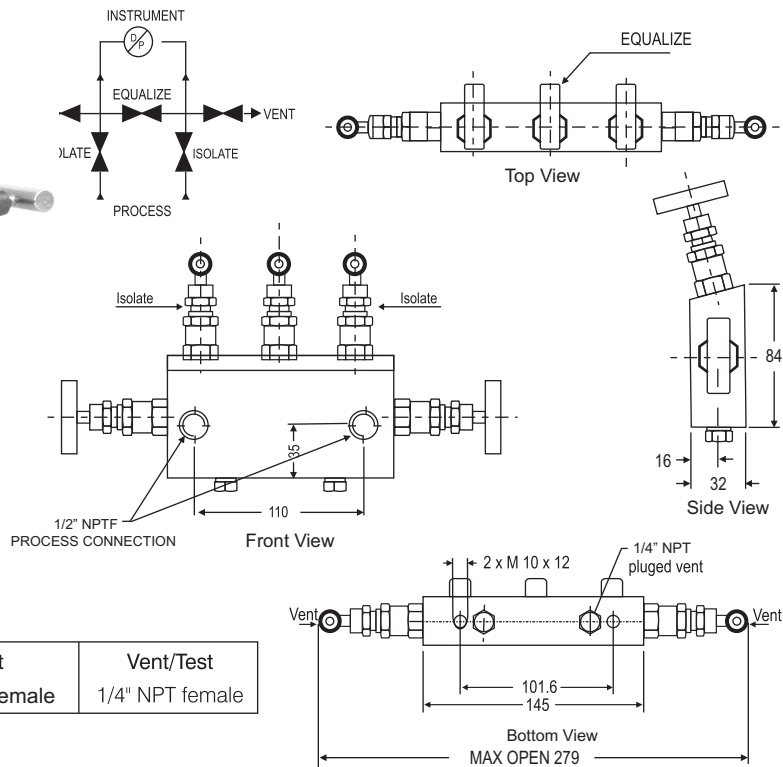 INSTRUMENT
D/P
EQUALIZE
VENT
OLATE
ISOLATE
PROCESS
EQUALIZE
Top View
Isolate
Isolate
35
110
1/2" NPTF
PROCESS CONNECTION
Front View
84
16
32
Side View
2 x M 10 x 12
1/4" NPT
pluged vent
Vent
Vent
101.6
145
Bottom View
MAX OPEN 279
t
Vent/Test
emale
1/4" NPT female